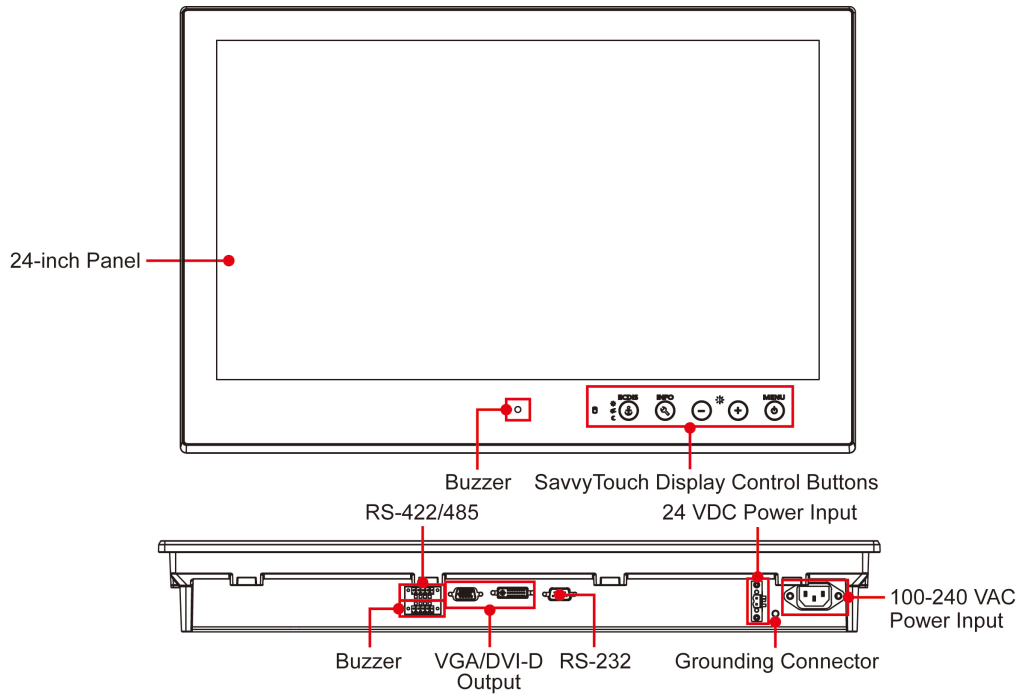 24-inch Panel
ECDIS INFO MENU
Buzzer SavvyTouch Display Control Buttons
RS-422/485 24 VDC Power Input
100-240 VAC
Power Input
Buzzer VGA/DVI-D RS-232 Grounding Connector
Output